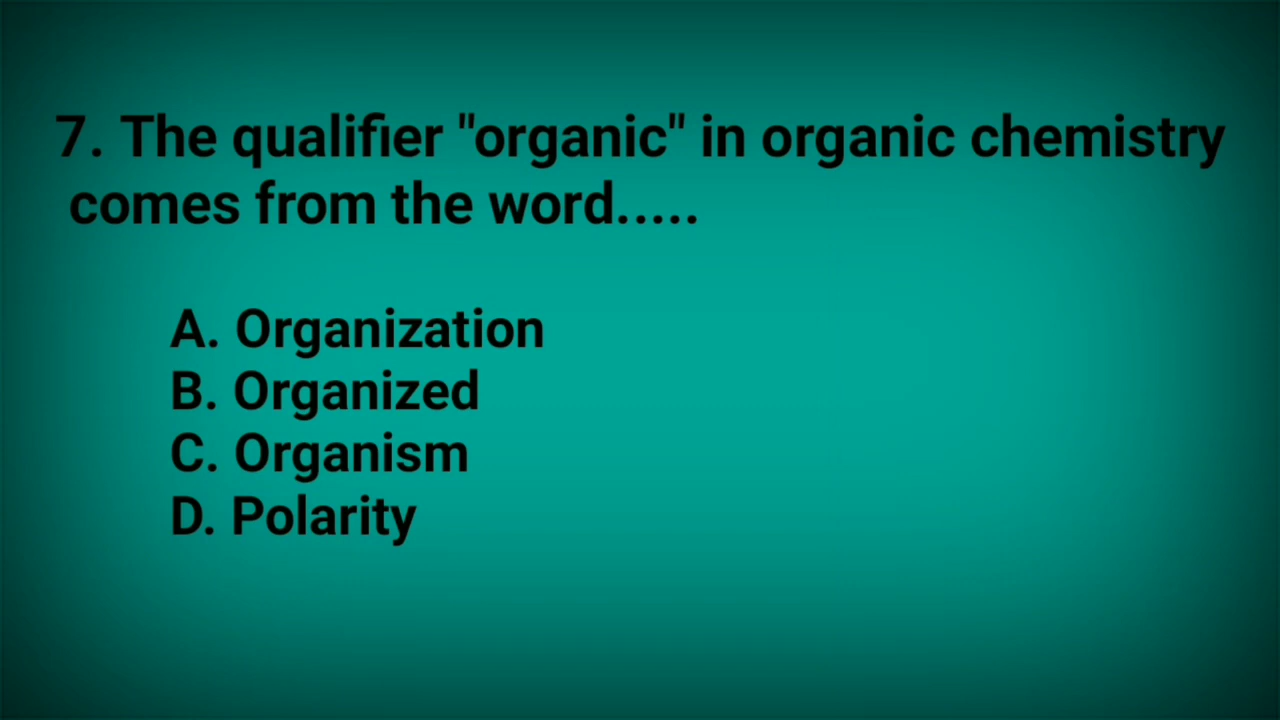 7. The qualifier "organic" in organic chemistry
comes from the word.....
A. Organization
B. Organized
C. Organism
D. Polarity